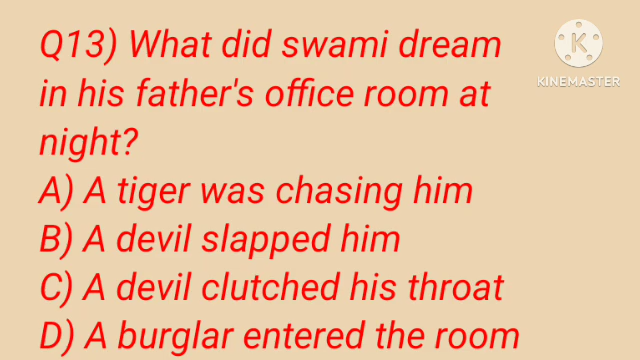 Q13) What did swami dream
in his father's office room at
night?
A) A tiger was chasing him
B) A devil slapped him
C) A devil clutched his throat
D) A burglar entered the room
K
KINEMASTER